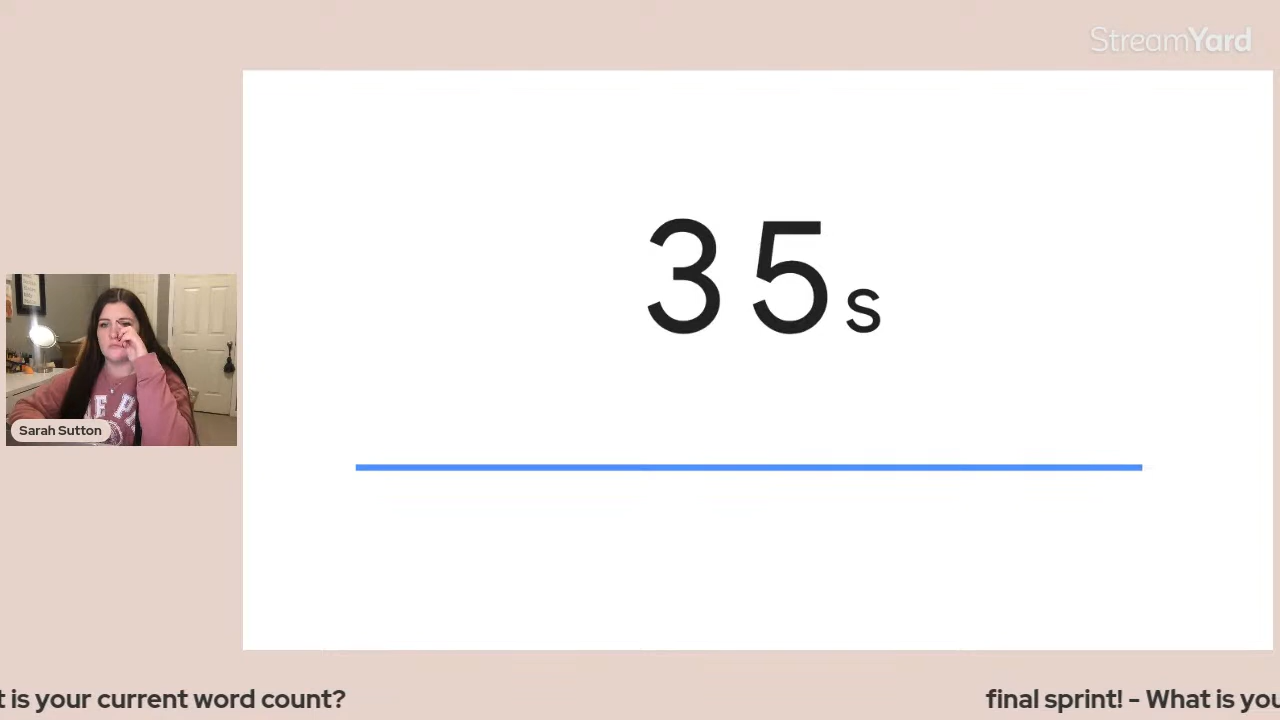 StreamYard
35s
Sarah Sutton
t is your current word count?
final sprint! - What is you